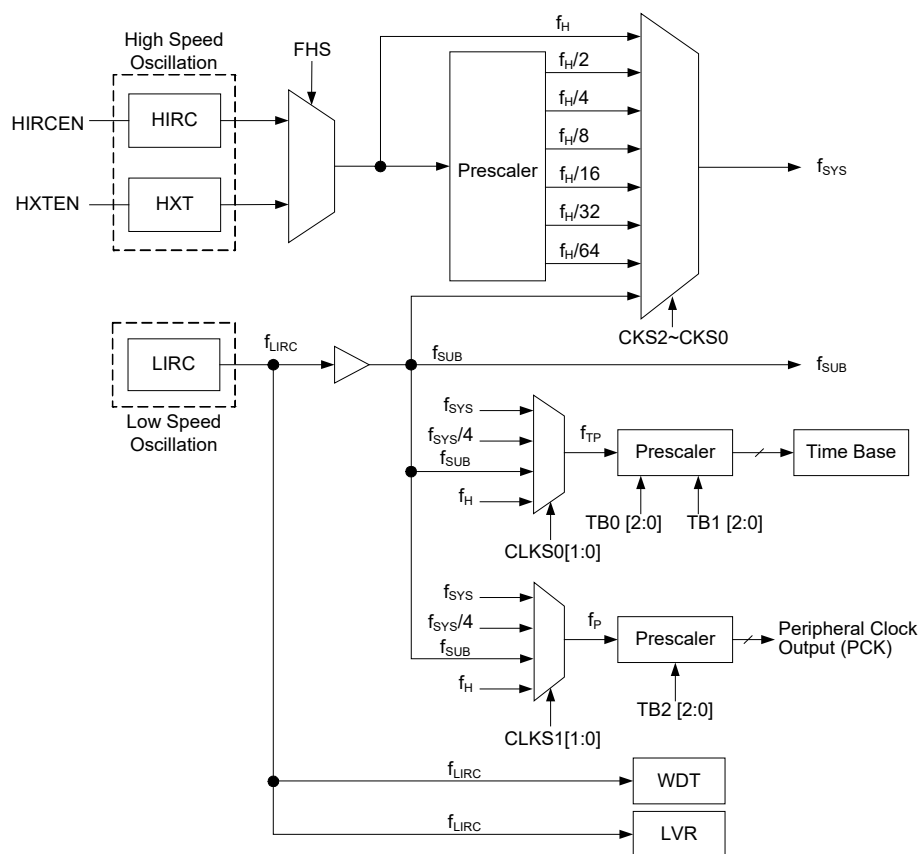 High Speed
Oscillation
FHS
HIRCEN
HIRC
HXTEN
HXT
Prescaler
fH
fH/2
fH/4
fH/8
fH/16
fH/32
fH/64
fSYS
CKS2~CKS0
LIRC
fLIRC
fSUB
fSUB
Low Speed
Oscillation
fSYS
fSYS/4
fSUB
fH
fTP
Prescaler
Time Base
TB0 [2:0]
TB1 [2:0]
CLKS0[1:0]
fSYS
fSYS/4
fSUB
fH
fP
Prescaler
Peripheral Clock
Output (PCK)
TB2 [2:0]
CLKS1[1:0]
fLIRC
WDT
fLIRC
LVR